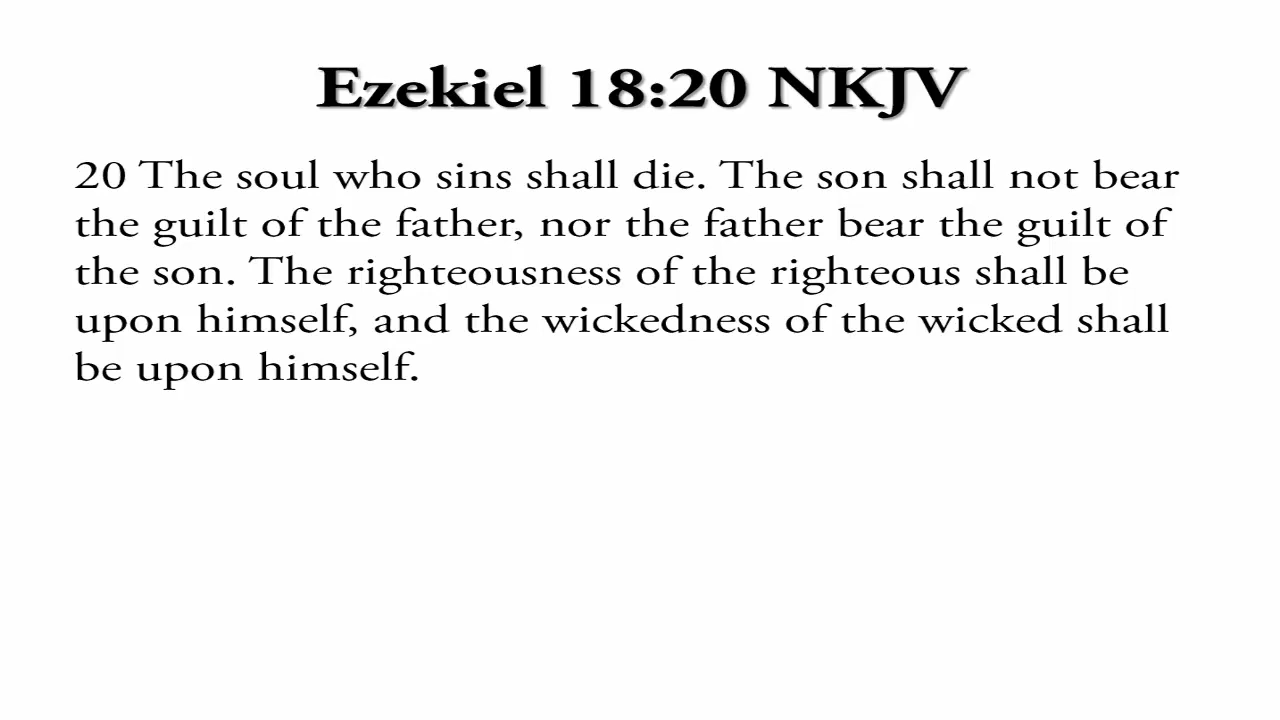 Ezekiel 18:20 NKJV
20 The soul who sins shall die. The son shall not bear
the guilt of the father, nor the father bear the guilt of
the son. The righteousness of the righteous shall be
upon himself, and the wickedness of the wicked shall
be upon himself.